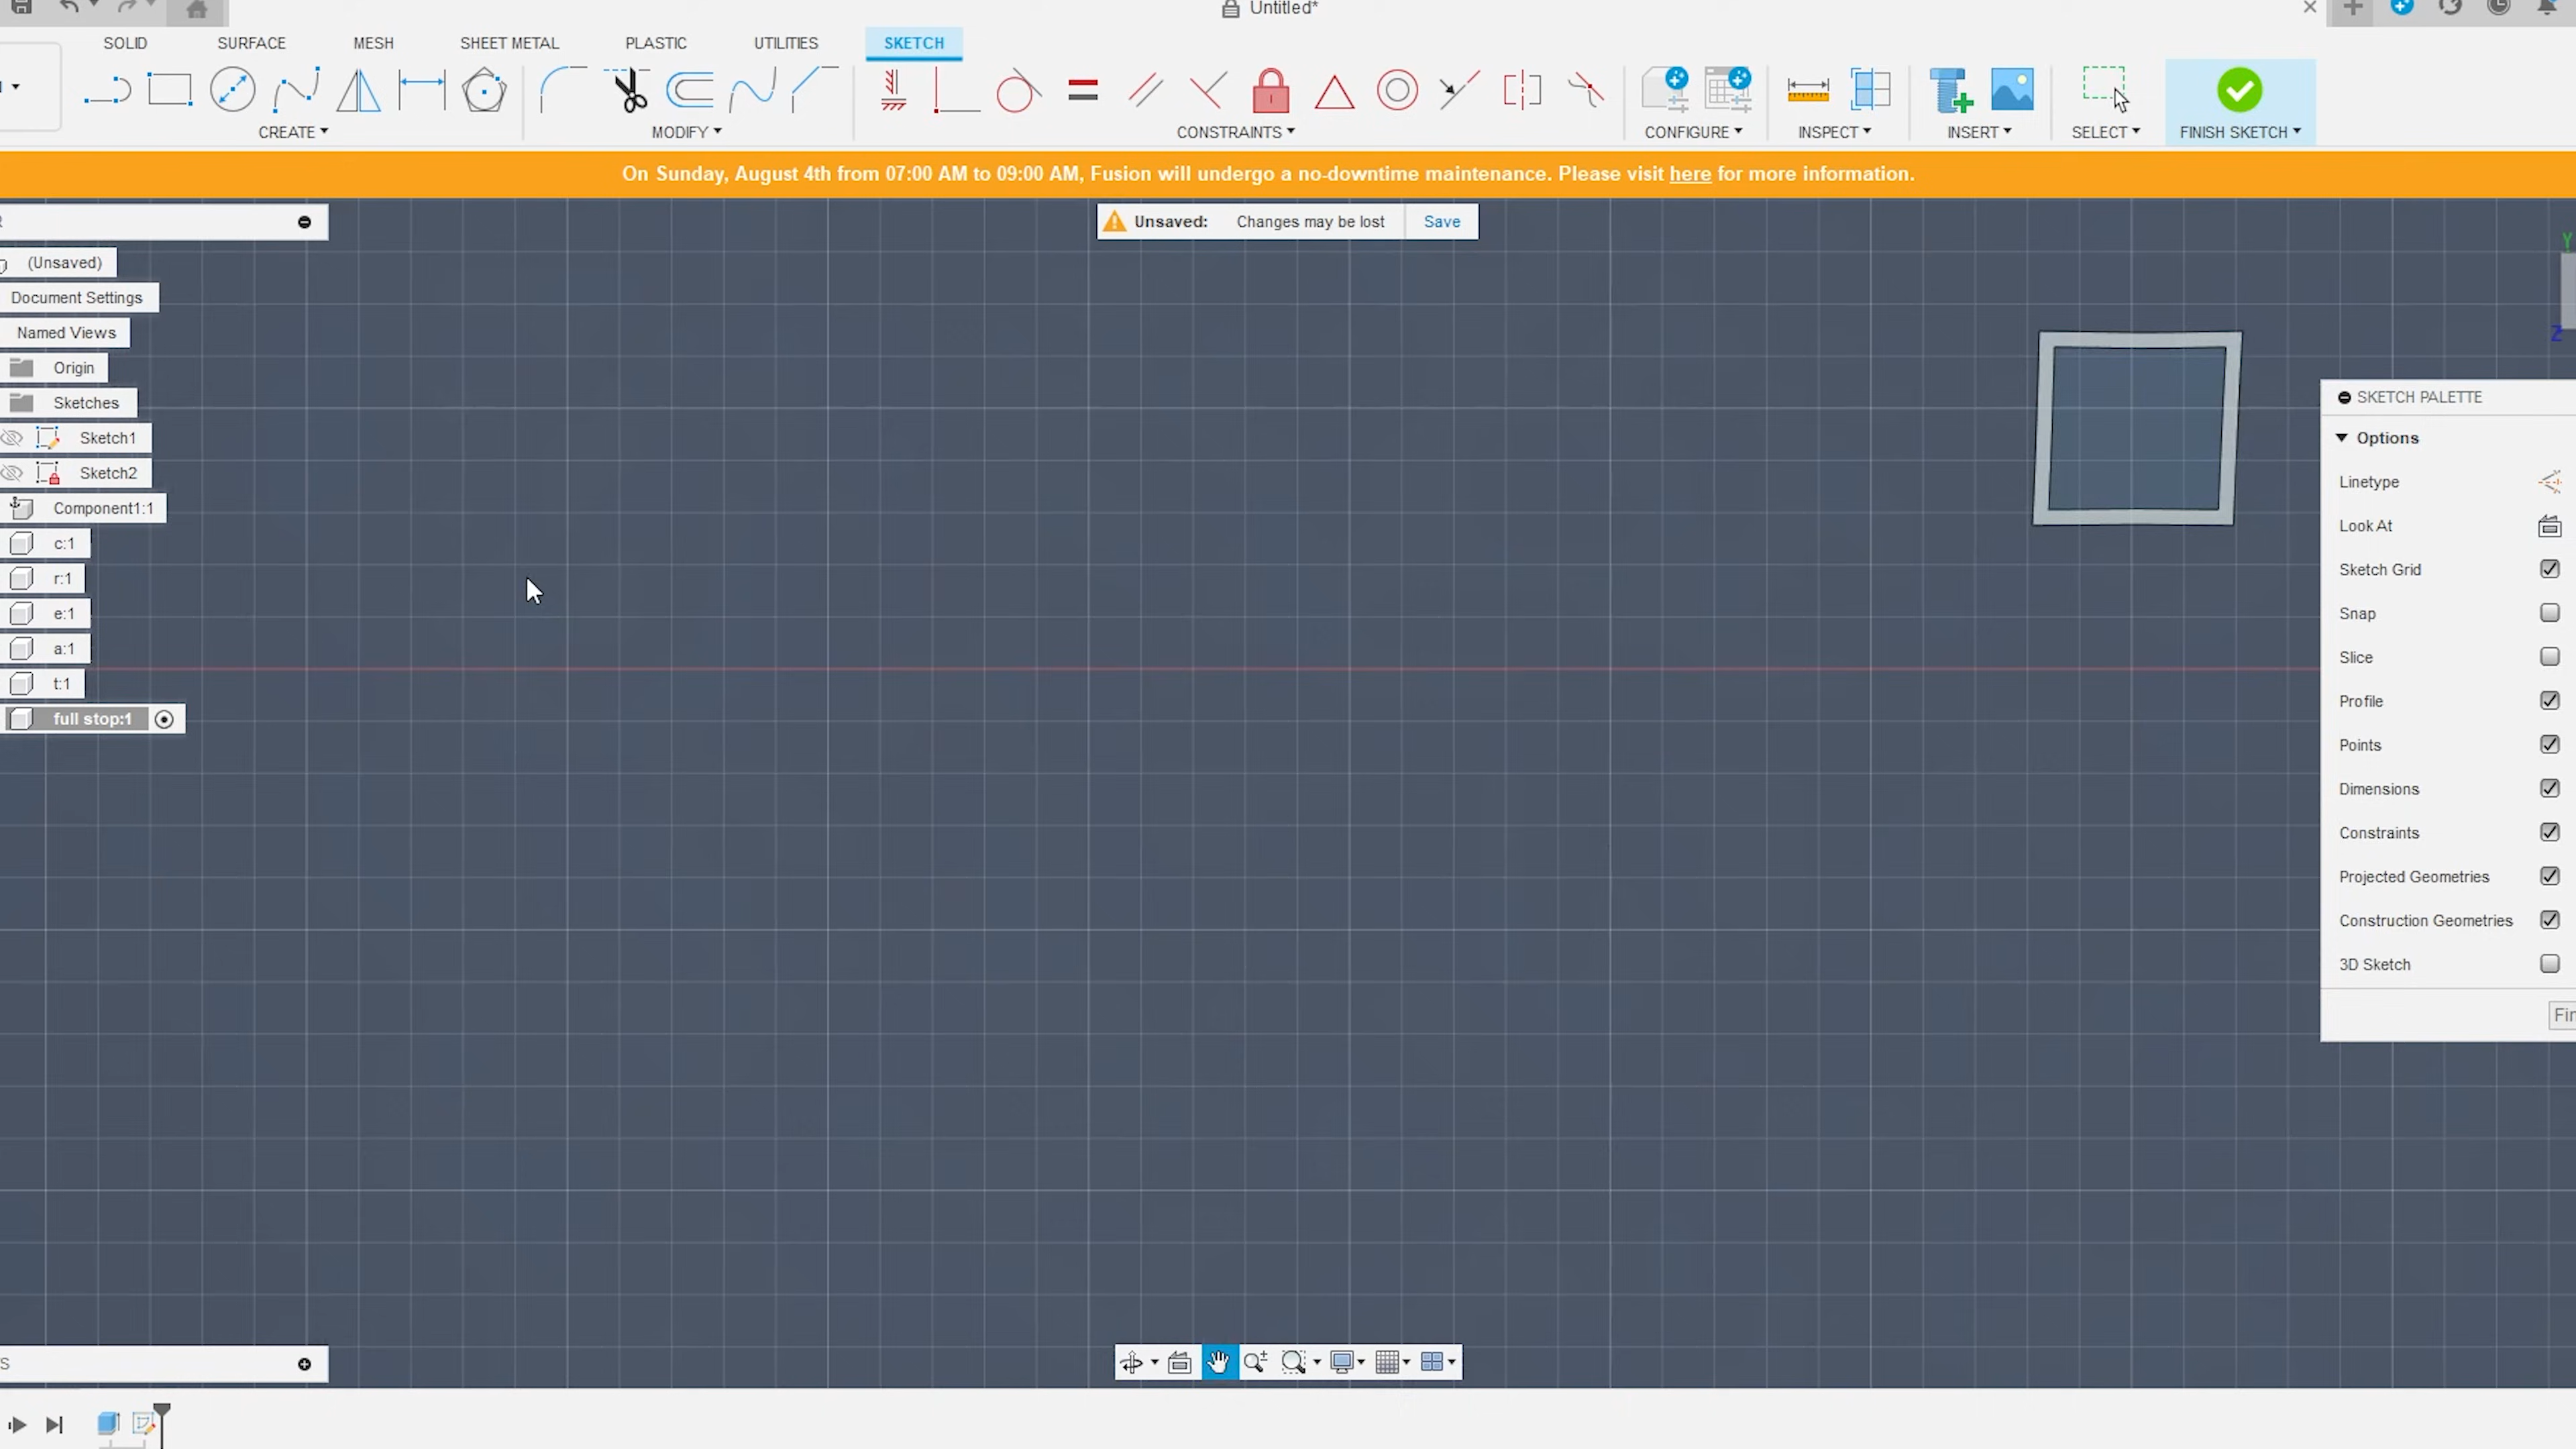 Untitled*
SOLID SURFACE MESH SHEET METAL PLASTIC UTILITIES SKETCH
CREATE MODIFY CONSTRAINTS CONFIGURE INSPECT INSERT SELECT FINISH SKETCH
On Sunday, August 4th from 07:00 AM to 09:00 AM, Fusion will undergo a no-downtime maintenance. Please visit here for more information.
Unsaved: Changes may be lost Save
(Unsaved)
Document Settings
Named Views
Origin
Sketches
Sketch1
Sketch2
Component1:1
c:1
r:1
e:1
a:1
t:1
full stop:1
Y
Z
SKETCH PALETTE
Options
Linetype
Look At
Sketch Grid
Snap
Slice
Profile
Points
Dimensions
Constraints
Projected Geometries
Construction Geometries
3D Sketch
Fin
S